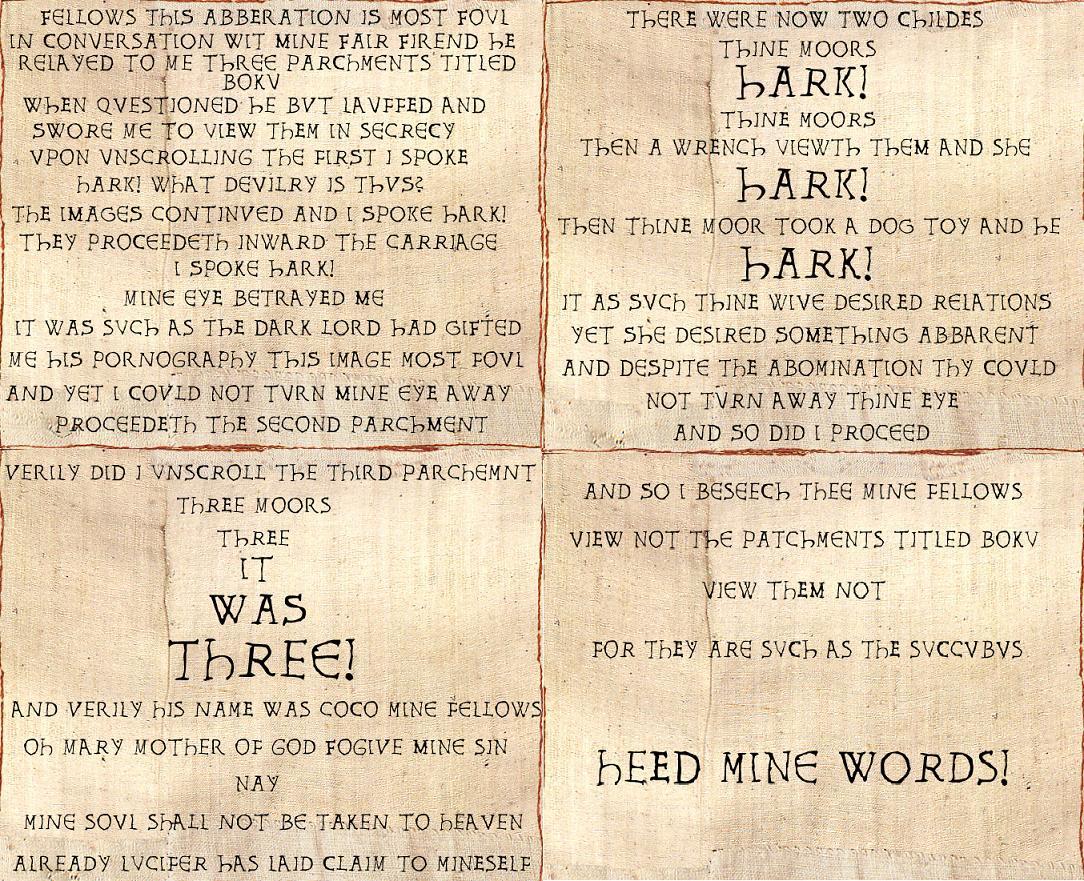 FELLOWS THIS ABBERATION IS MOST FOVL
IN CONVERSATION WIT MINE FAIR FIREND HE
RELAYED TO ME THREE PARCHMENTS TITLED
BOKV
WHEN QVESTIONED HE BVT LAVFFED AND
SWORE ME TO VIEW THEM IN SECRECY
VPON VNSCROLLING THE FIRST I SPOKE
HARK! WHAT DEVILRY IS THVS?
THE IMAGES CONTINVED AND I SPOKE HARK!
THEY PROCEEDETH INWARD THE CARRIAGE
I SPOKE HARK!
MINE EYE BETRAYED ME
IT WAS SVCH AS THE DARK LORD HAD GIFTED
ME HIS PORNOGRAPHY THIS IMAGE MOST FOVL
AND YET I COVLD NOT TVRN MINE EYE AWAY
PROCEEDETH THE SECOND PARCHMENT
THERE WERE NOW TWO CHILDES
THINE MOORS
HARK!
THINE MOORS
THEN A WRENCH VIEWTH THEM AND SHE
HARK!
THEN THINE MOOR TOOK A DOG TOY AND HE
HARK!
IT AS SVCH THINE WIVE DESIRED RELATIONS
YET SHE DESIRED SOMETHING ABBARENT
AND DESPITE THE ABOMINATION THY COVLD
NOT TVRN AWAY THINE EYE
AND SO DID I PROCEED
VERILY DID I VNSCROLL THE THIRD PARCHEMNT
THREE MOORS
THREE
IT
WAS
THREE!
AND VERILY HIS NAME WAS COCO MINE FELLOWS
OH MARY MOTHER OF GOD FOGIVE MINE SIN
NAY
MINE SOVL SHALL NOT BE TAKEN TO HEAVEN
ALREADY LVCIFER HAS LAID CLAIM TO MINESELF
AND SO I BESEECH THEE MINE FELLOWS
VIEW NOT THE PATCHMENTS TITLED BOKV
VIEW THEM NOT
FOR THEY ARE SVCH AS THE SVCCVBVS
HEED MINE WORDS!